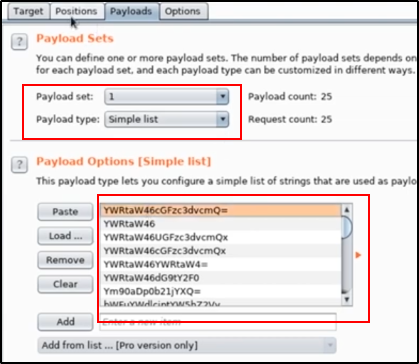 Target
Positions
Payloads
Options
?
Payload Sets
You can define one or more payload sets. The number of payload sets depends on
for each payload set, and each payload type can be customized in different ways.
Payload set: 1 Payload count: 25
Payload type: Simple list Request count: 25
?
Payload Options [Simple list]
This payload type lets you configure a simple list of strings that are used as paylo
Paste
Load ...
Remove
Clear
YWRtaW46cGFzc3dvcmQ=
YWRtaW46
YWRtaW46UGFzc3dvcmQx
YWRtaW46cGFzc3dvcmQx
YWRtaW46YWRtaW4=
YWRtaW46dG9tY2F0
Ym90aDp0b21jYXQ=
Add
Enter a new item
Add from list ... [Pro version only]